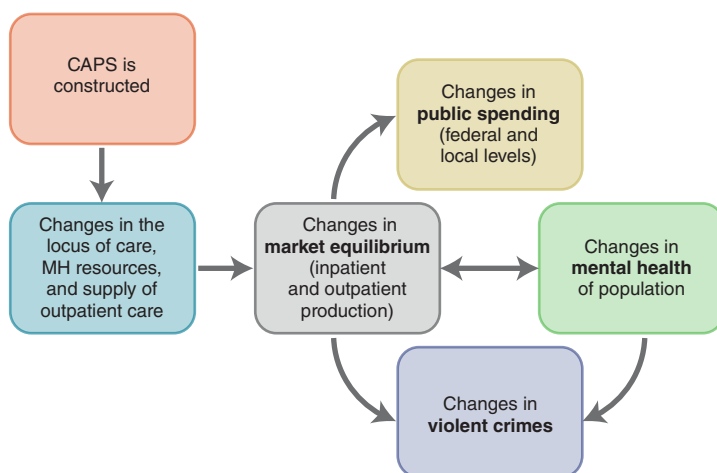 CAPS is
constructed
Changes in
public spending
(federal and
local levels)
Changes in the
locus of care,
MH resources,
and supply of
outpatient care
Changes in
market equilibrium
(inpatient
and outpatient
production)
Changes in
mental health
of population
Changes in
violent crimes